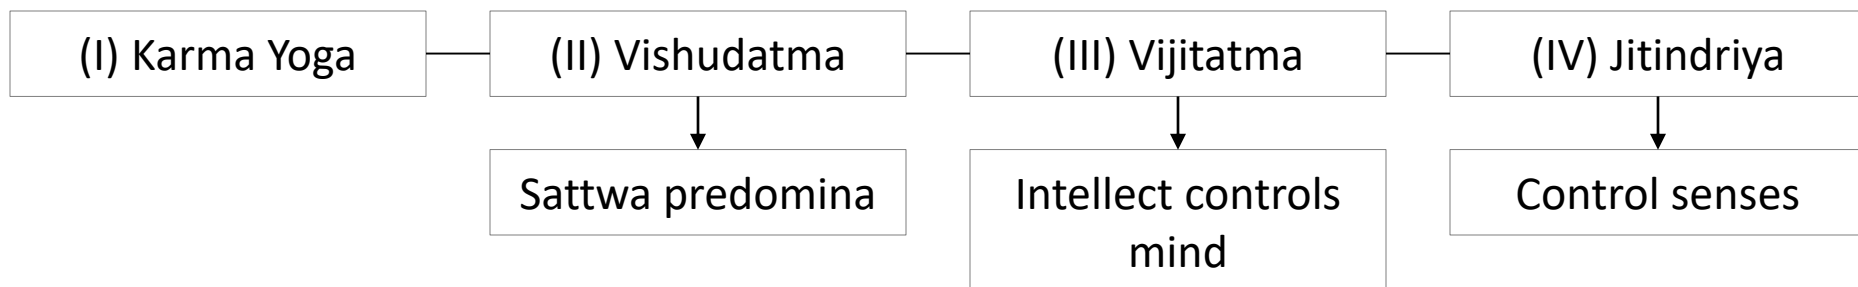 (I) Karma Yoga
(II) Vishudatma
(III) Vijitatma
(IV) Jitindriya
Sattwa predomina
Intellect controls
mind
Control senses